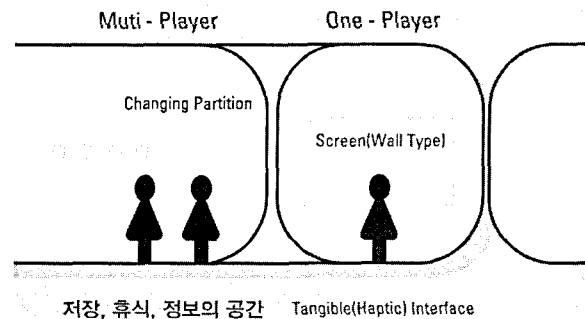 Muti - Player
One - Player
Changing Partition
Screen(Wall Type)
저장, 휴식, 정보의 공간
Tangible(Haptic) Interface